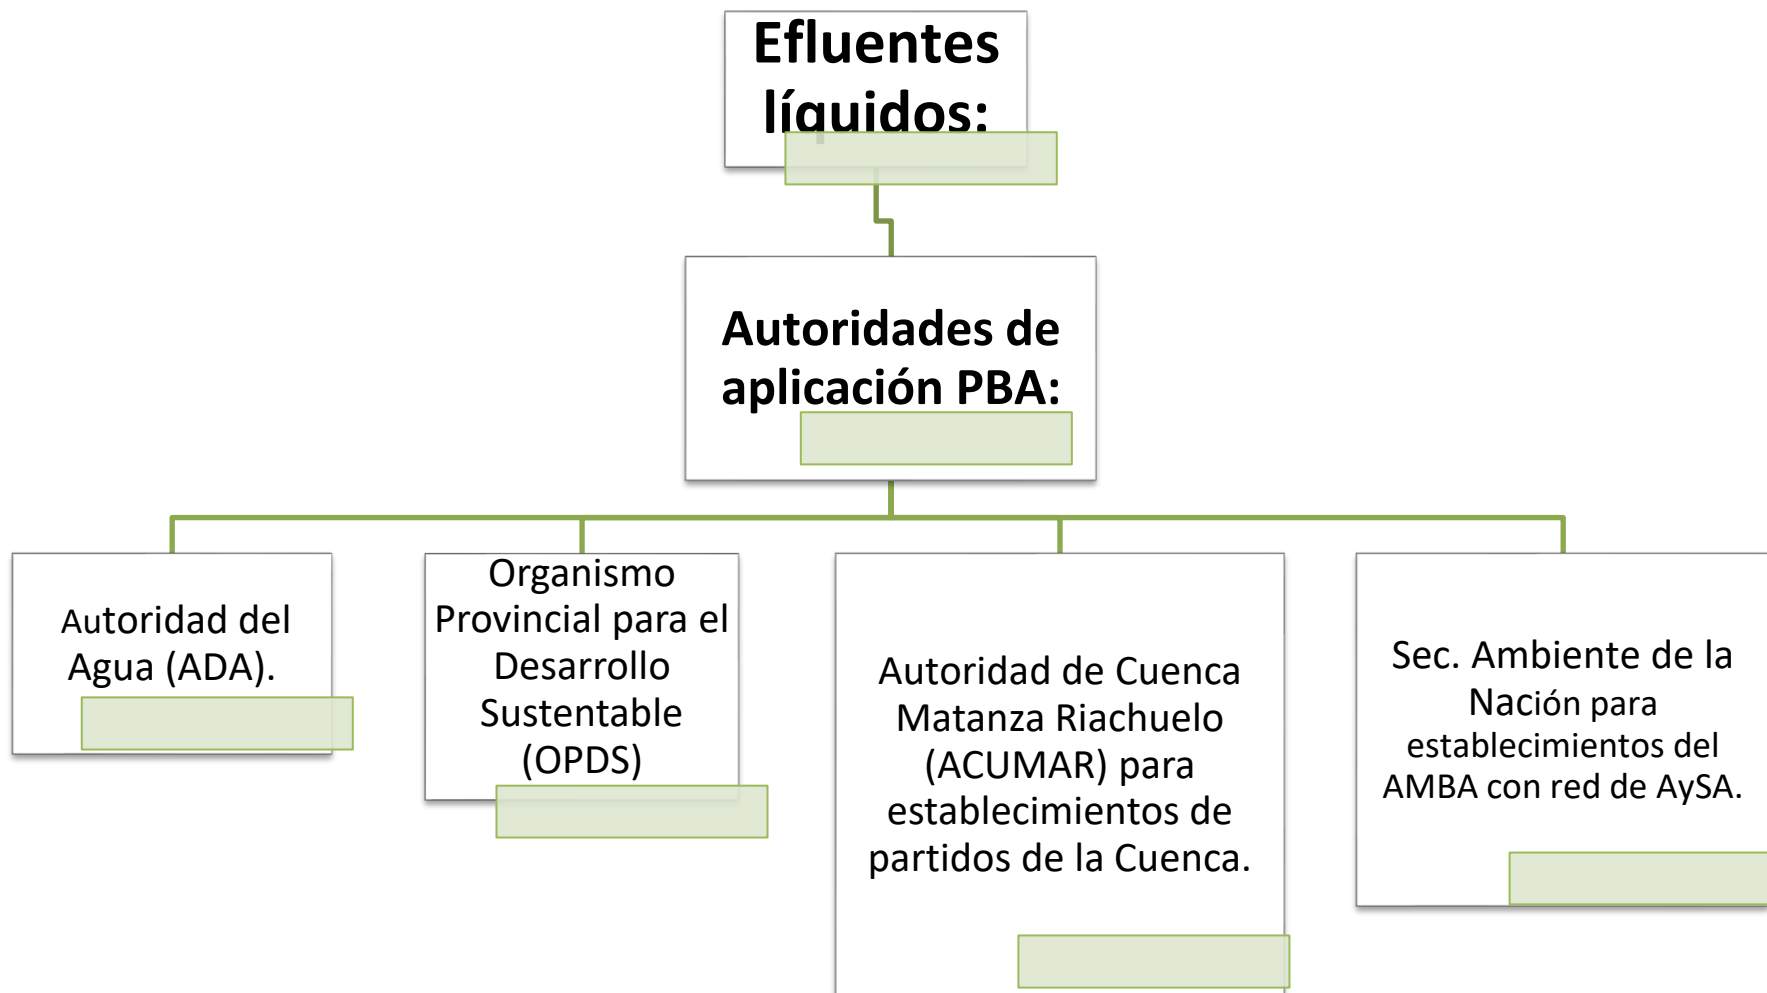 Efluentes
líquidos:
Autoridades de
aplicación PBA:
Autoridad del
Agua (ADA).
Organismo
Provincial para el
Desarrollo
Sustentable
(OPDS)
Autoridad de Cuenca
Matanza Riachuelo
(ACUMAR) para
establecimientos de
partidos de la Cuenca.
Sec. Ambiente de la
Nación para
establecimientos del
AMBA con red de AySA.